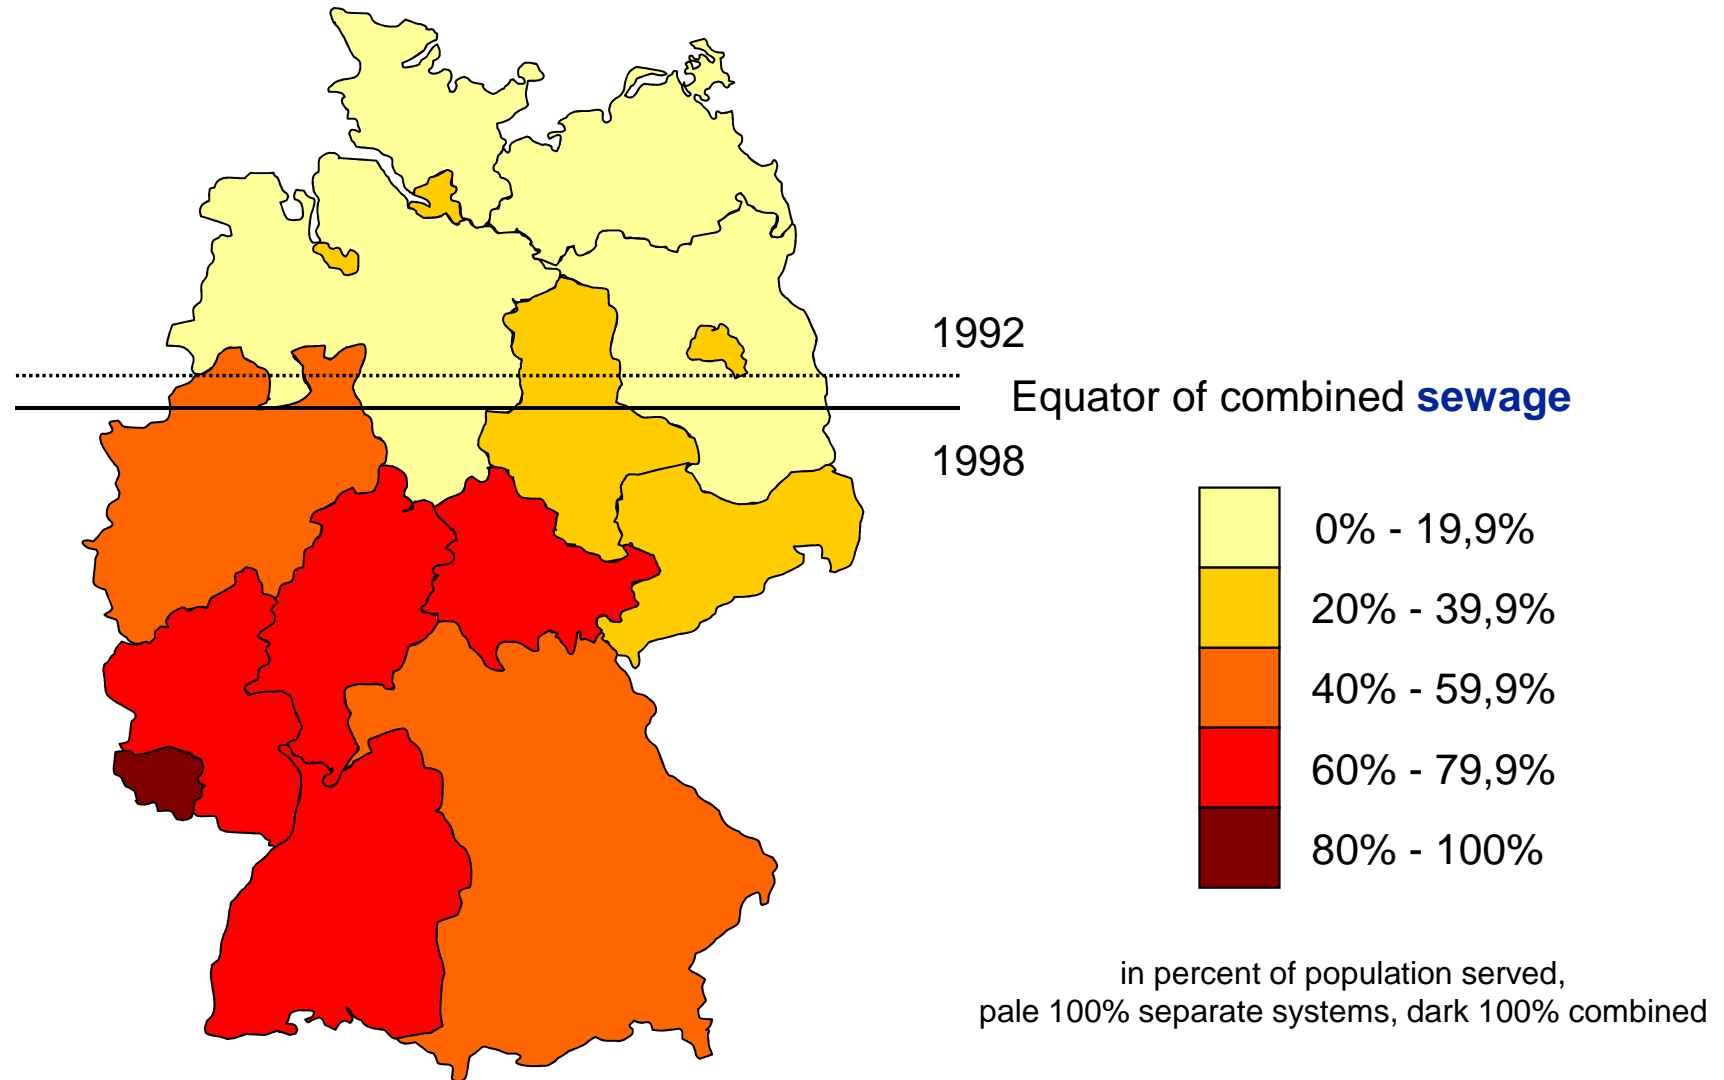 1992
Equator of combined sewage
1998
0% - 19,9%
20% - 39,9%
40% - 59,9%
60% - 79,9%
80% - 100%
in percent of population served,
pale 100% separate systems, dark 100% combined